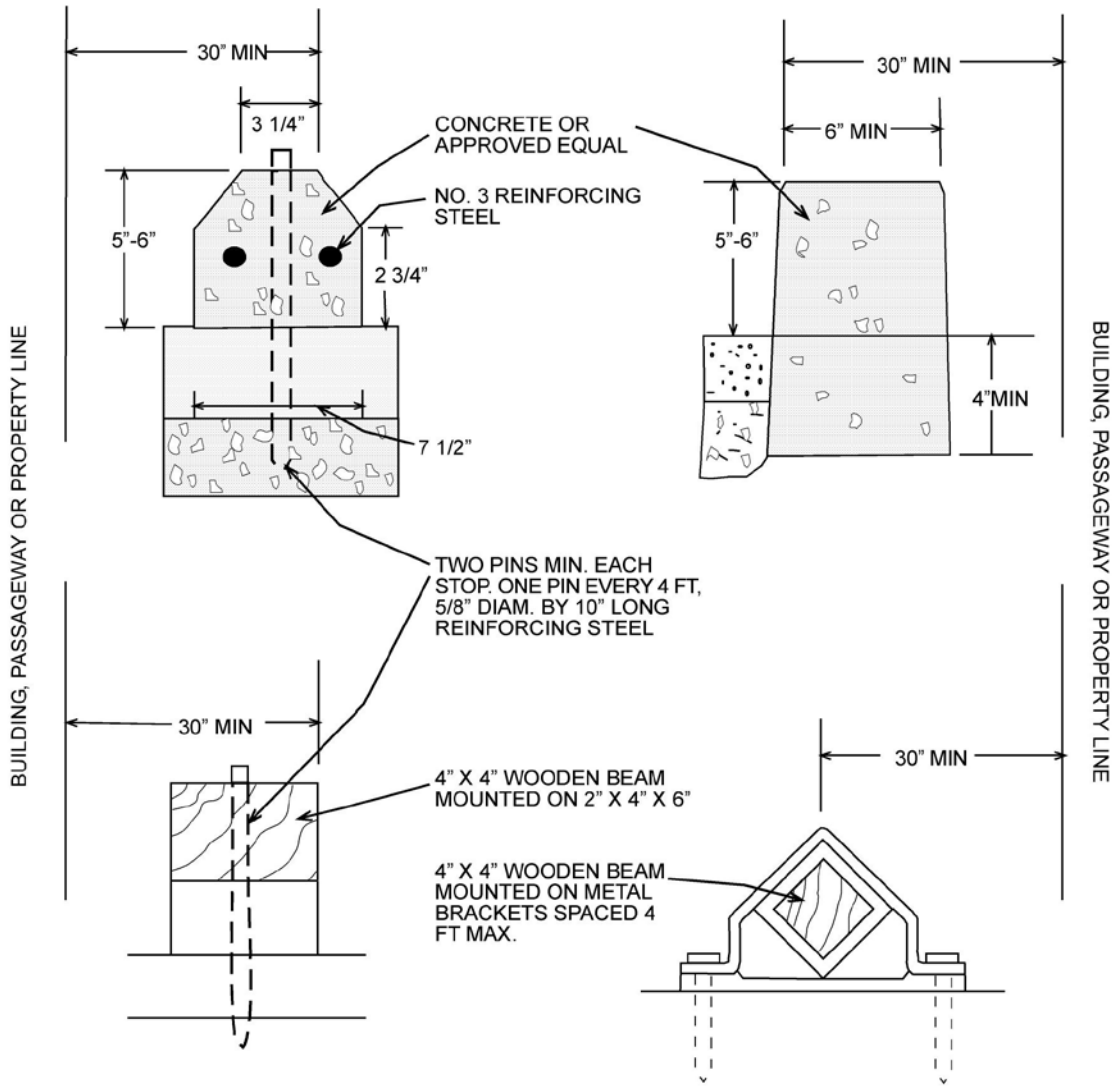 30” MIN
3 1/4”
5”-6”
2 3/4”
7 1/2”
CONCRETE OR
APPROVED EQUAL
NO. 3 REINFORCING
STEEL
30” MIN
6” MIN
5”-6”
4”MIN
BUILDING, PASSAGEWAY OR PROPERTY LINE
BUILDING, PASSAGEWAY OR PROPERTY LINE
TWO PINS MIN. EACH
STOP. ONE PIN EVERY 4 FT,
5/8” DIAM. BY 10” LONG
REINFORCING STEEL
30” MIN
4” X 4” WOODEN BEAM
MOUNTED ON 2” X 4” X 6”
4” X 4” WOODEN BEAM
MOUNTED ON METAL
BRACKETS SPACED 4
FT MAX.
30” MIN